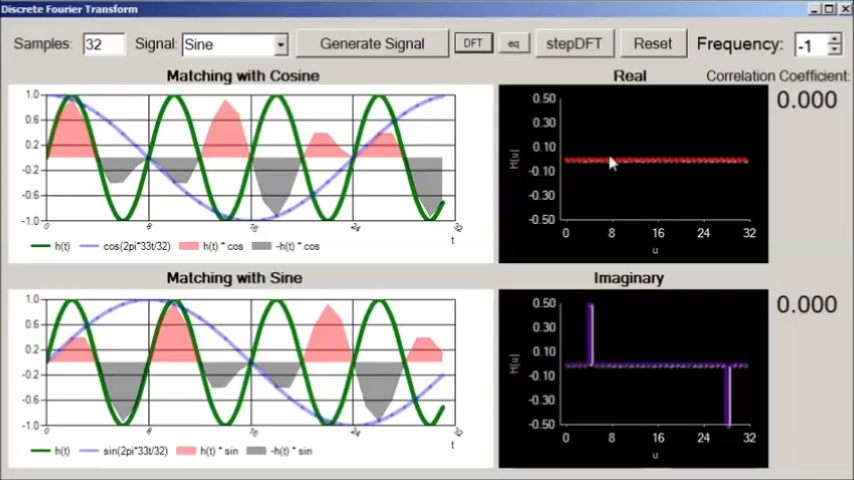 Discrete Fourier Transform
Samples: 32 Signal: Sine Generate Signal DFT eq stepDFT Reset Frequency: -1
Matching with Cosine
1.0
0.6
0.2
-0.2
-0.6
-1.0
0 8 16 24 32
t
h(t) cos(2pi*33t/32) h(t) * cos -h(t) * cos
Real
0.50
0.30
0.10
-0.10
-0.30
-0.50
H[u]
0 8 16 24 32
u
Correlation Coefficient:
0.000
Matching with Sine
1.0
0.6
0.2
-0.2
-0.6
-1.0
0 8 16 24 32
t
h(t) sin(2pi*33t/32) h(t) * sin -h(t) * sin
Imaginary
0.50
0.30
0.10
-0.10
-0.30
-0.50
H[u]
0 8 16 24 32
u
0.000